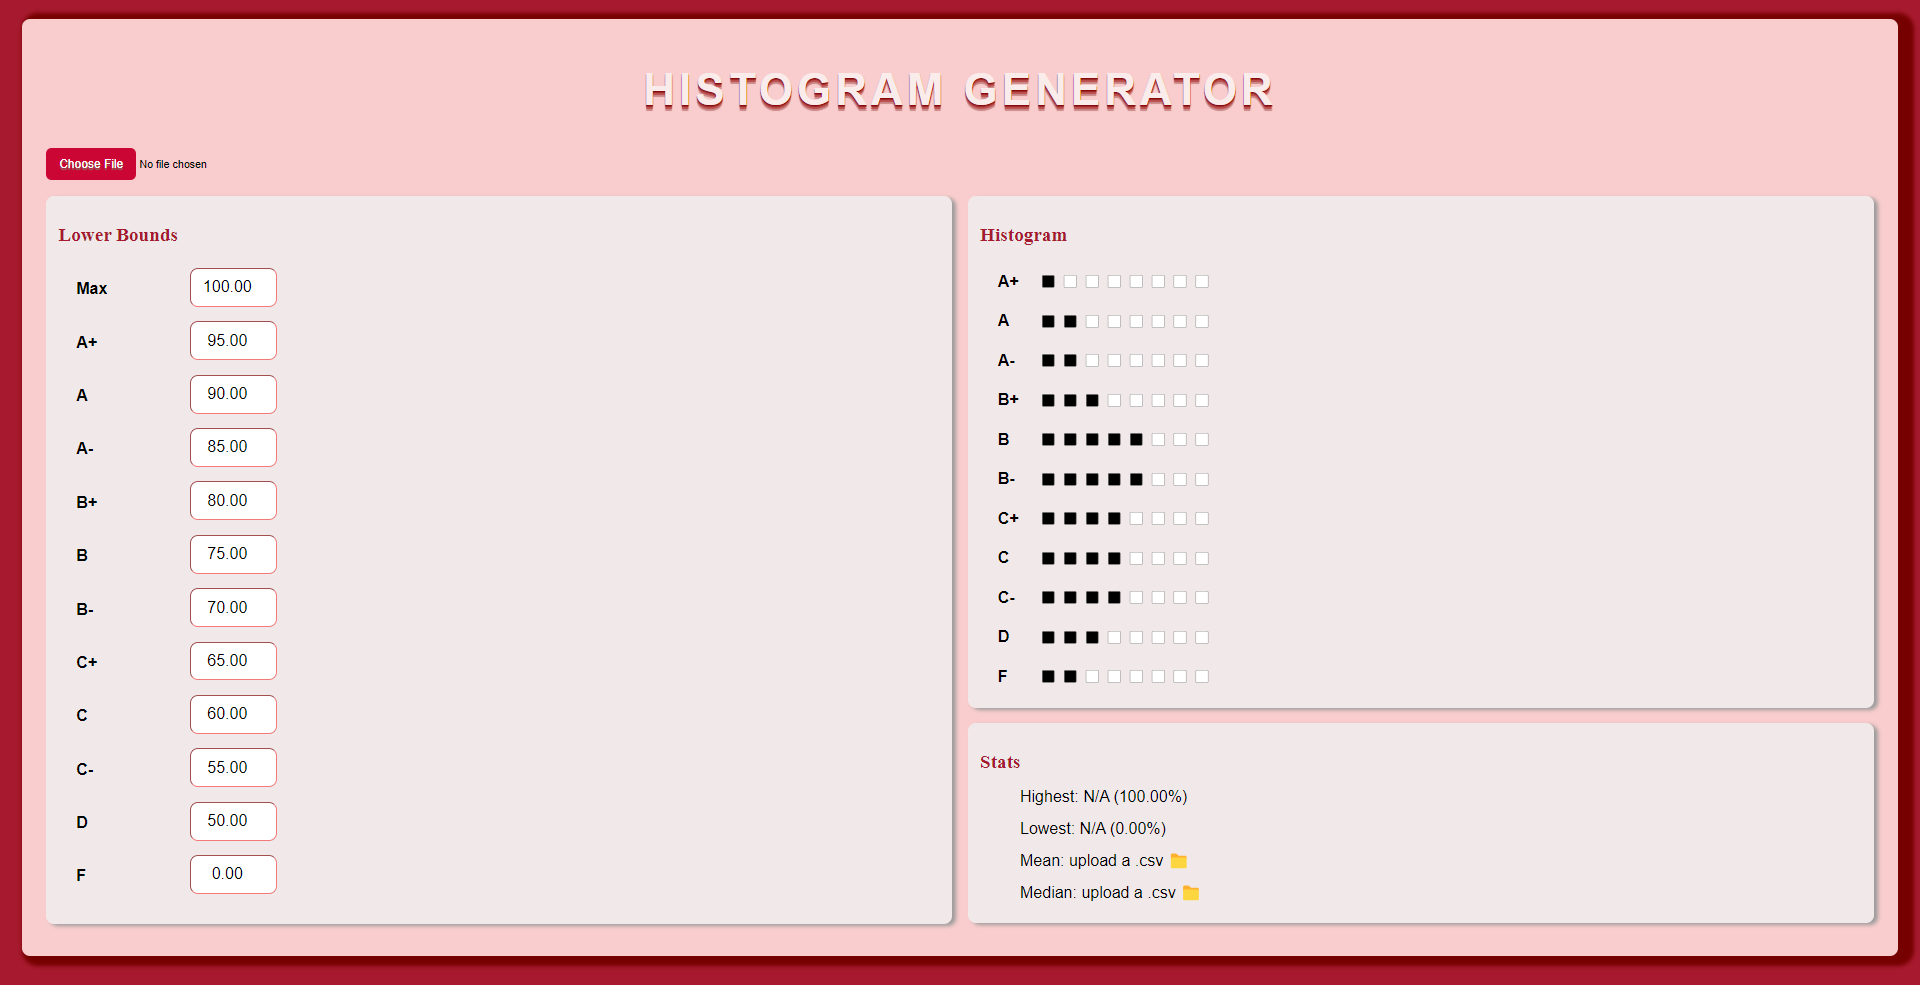 HISTOGRAM GENERATOR
Choose File No file chosen
Lower Bounds
Max 100.00
A+ 95.00
A 90.00
A- 85.00
B+ 80.00
B 75.00
B- 70.00
C+ 65.00
C 60.00
C- 55.00
D 50.00
F 0.00
Histogram
A+
A
A-
B+
B
B-
C+
C
C-
D
F
Stats
Highest: N/A (100.00%)
Lowest: N/A (0.00%)
Mean: upload a .csv
Median: upload a .csv